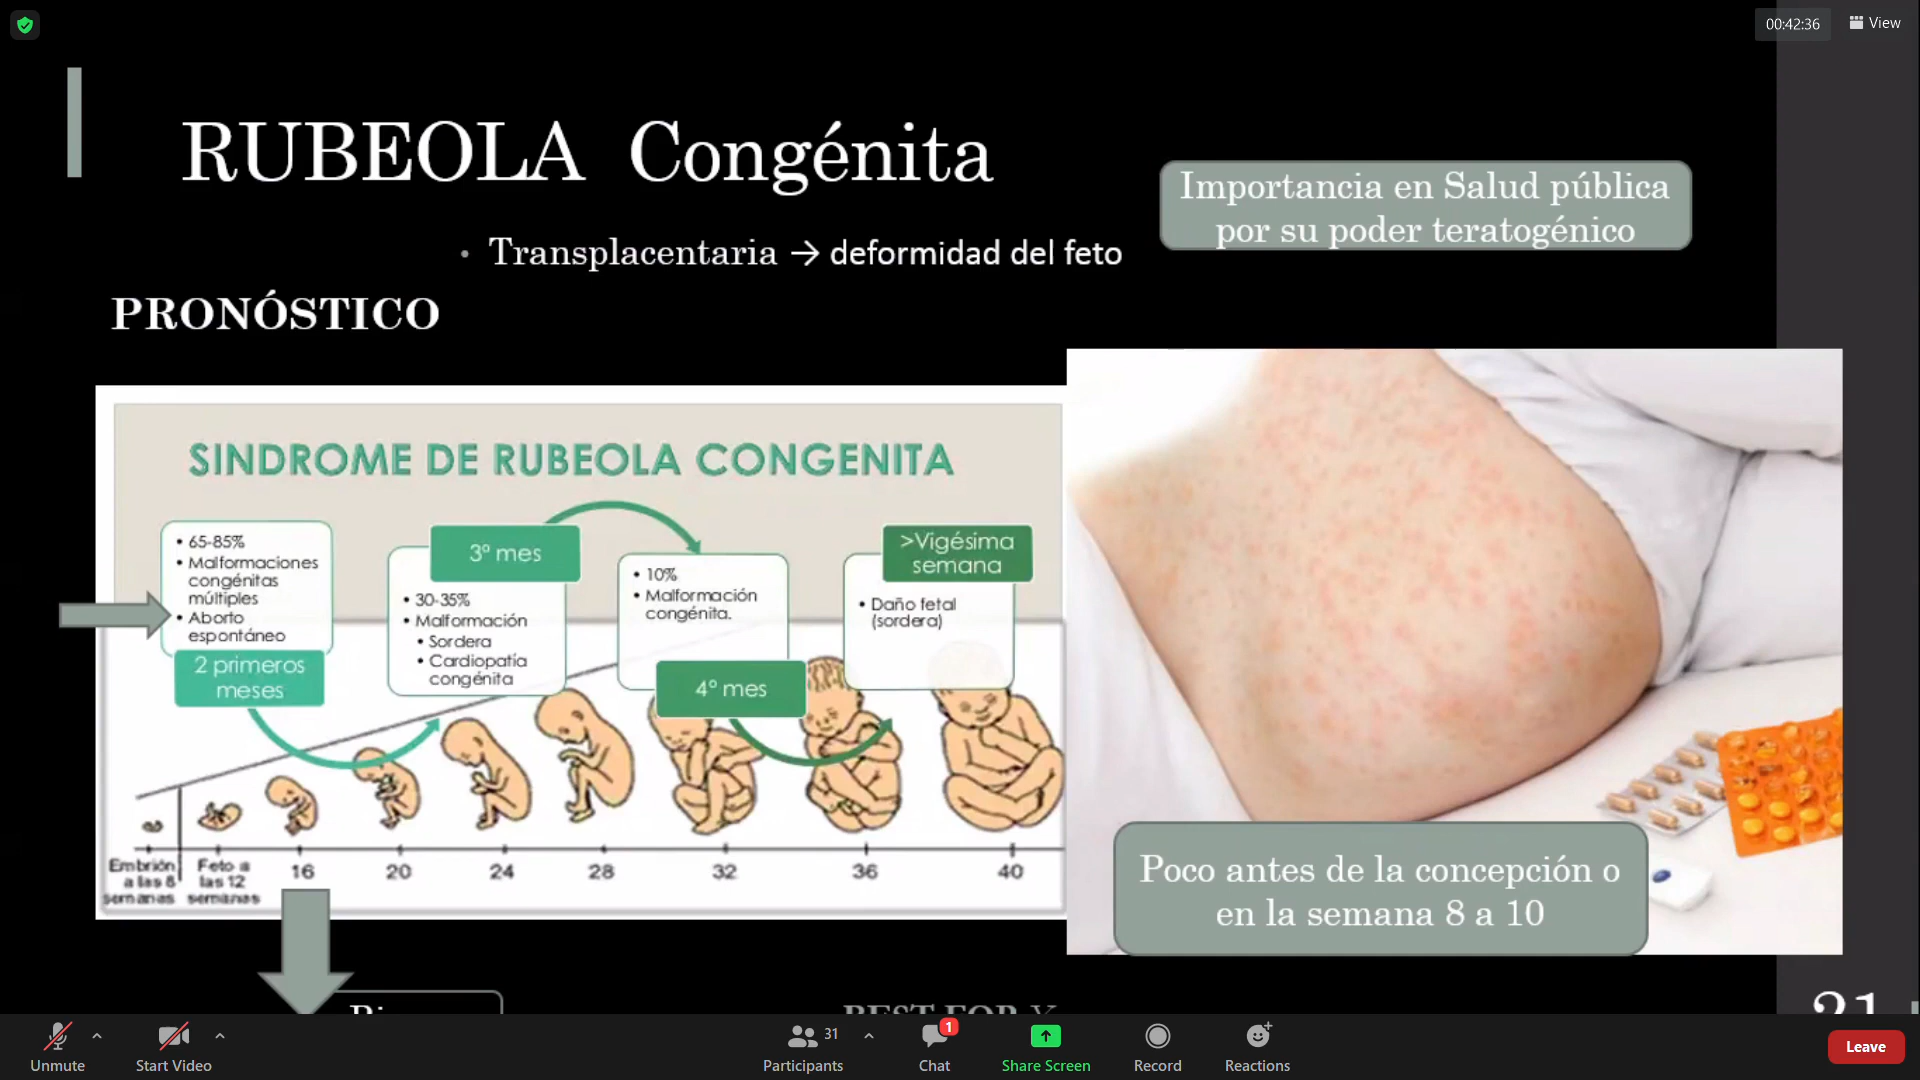 00:42:36
View
RUBEOLA Congénita
Importancia en Salud pública
por su poder teratogénico
• Transplacentaria → deformidad del feto
PRONÓSTICO
SINDROME DE RUBEOLA CONGENITA
• 65-85%
• Malformaciones
congénitas
múltiples
• Aborto
espontáneo
2 primeros
meses
3º mes
• 30-35%
• Malformación
• Sordera
• Cardiopatía
congénita
• 10%
• Malformación
congénita.
4º mes
>Vigésima
semana
• Daño fetal
(sordera)
Embrión
a las 8
semanas
Feto a
las 12
semanas
16
20
24
28
32
36
40
Poco antes de la concepción o
en la semana 8 a 10
21
Unmute
Start Video
31
Participants
1
Chat
Share Screen
Record
Reactions
Leave